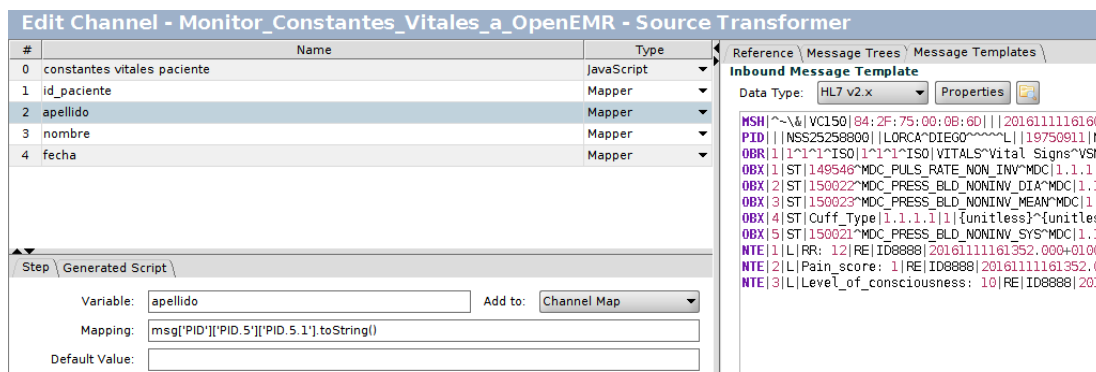 Edit Channel - Monitor_Constantes_Vitales_a_OpenEMR - Source Transformer
# Name Type
0 constantes vitales paciente JavaScript
1 id_paciente Mapper
2 apellido Mapper
3 nombre Mapper
4 fecha Mapper
Step Generated Script
Variable: apellido Add to: Channel Map
Mapping: msg['PID']['PID.5']['PID.5.1'].toString()
Default Value:
Reference Message Trees Message Templates
Inbound Message Template
Data Type: HL7 v2.x Properties
MSH|^~\&|VC150|84:2F:75:00:0B:6D|||2016111116160
PID|||NSS25258800||LORCA^DIEGO^^^^^L||19750911|
OBR|1|1^1^1^ISO|1^1^1^ISO|VITALS^Vital Signs^VSM
OBX|1|ST|149546^MDC_PULS_RATE_NON_INV^MDC|1.1.1
OBX|2|ST|150022^MDC_PRESS_BLD_NONINV_DIA^MDC|1.
OBX|3|ST|150023^MDC_PRESS_BLD_NONINV_MEAN^MDC|1
OBX|4|ST|Cuff_Type|1.1.1.1|1|{unitless}^{unitles
OBX|5|ST|150021^MDC_PRESS_BLD_NONINV_SYS^MDC|1.
NTE|1|L|RR: 12|RE|ID8888|20161111161352.000+0100
NTE|2|L|Pain_score: 1|RE|ID8888|20161111161352.
NTE|3|L|Level_of_consciousness: 10|RE|ID8888|201